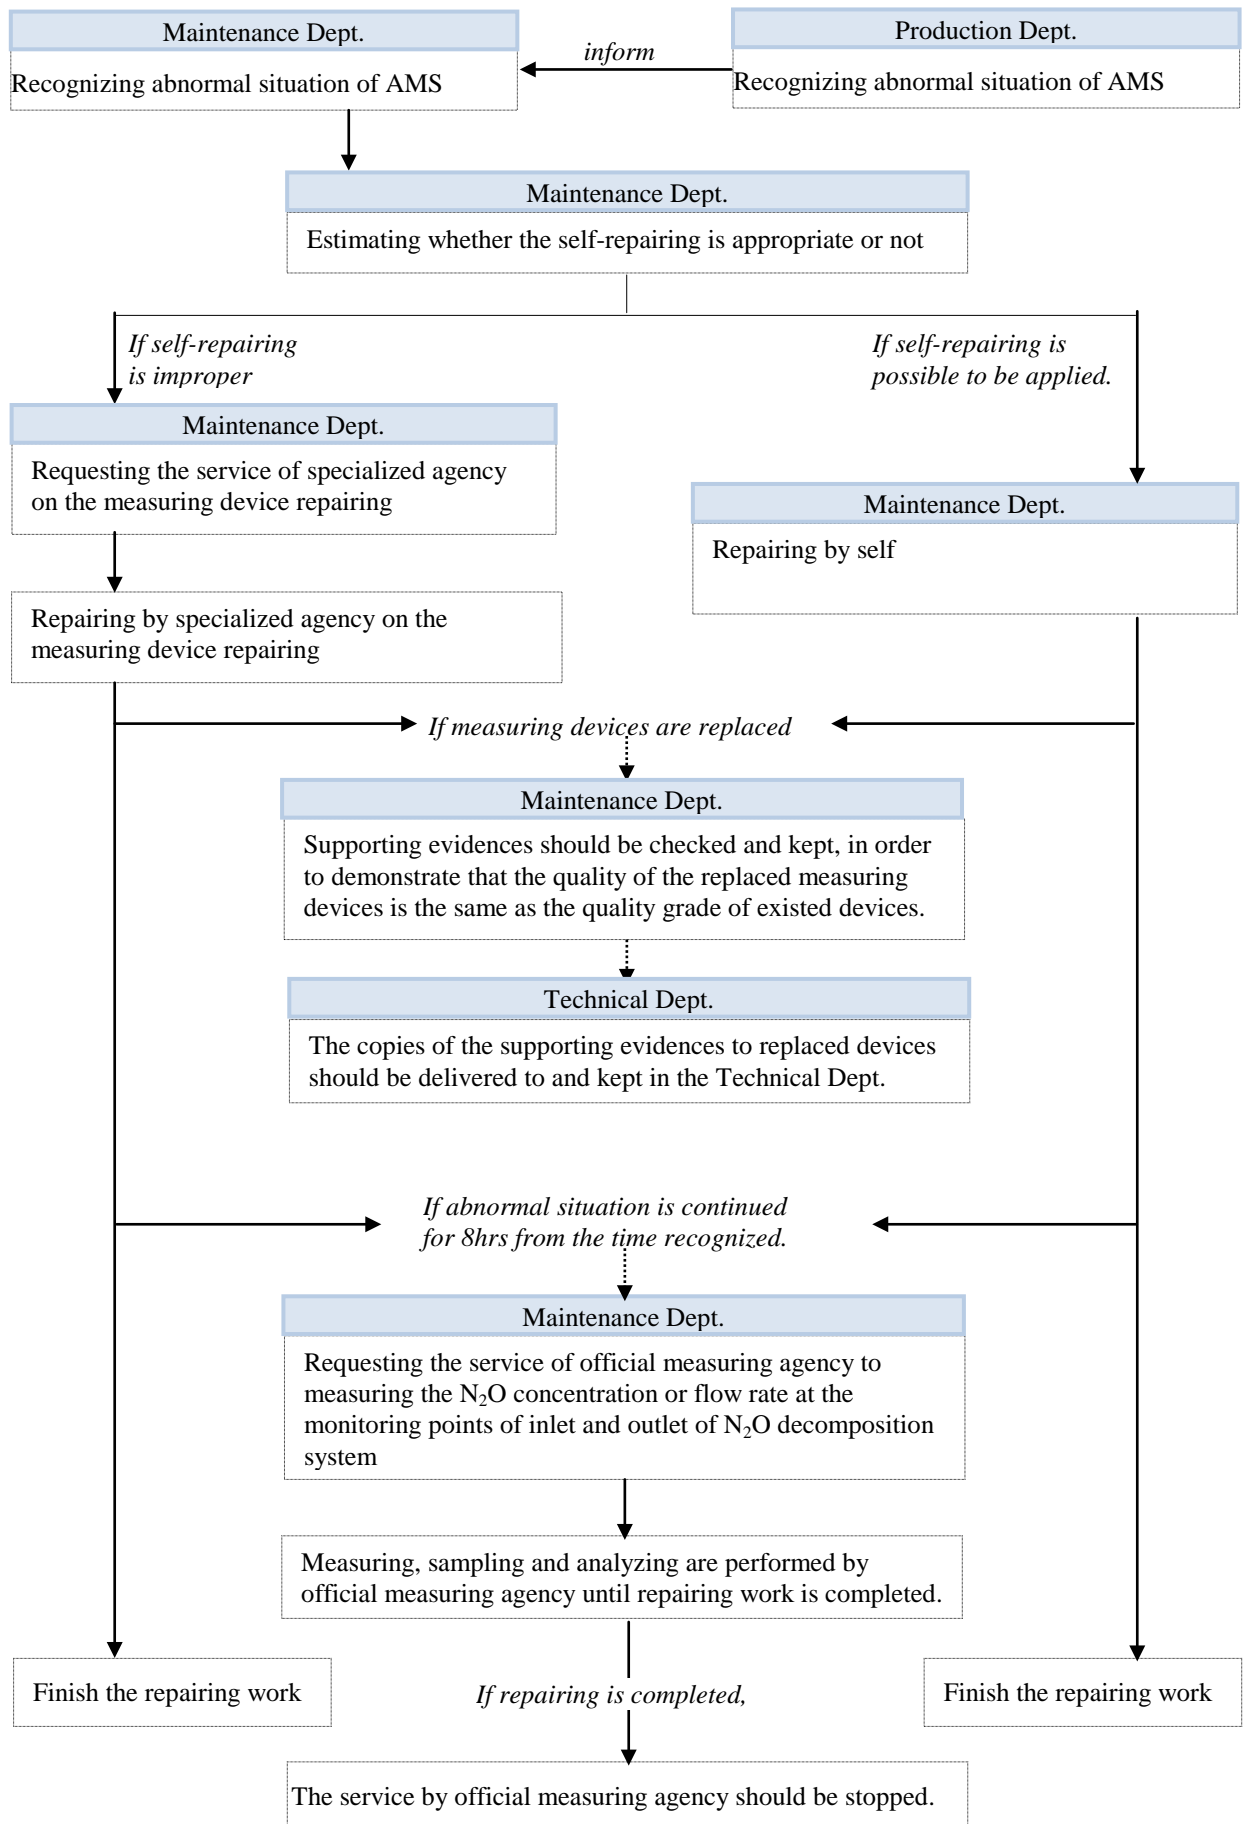 Maintenance Dept.
Recognizing abnormal situation of AMS
inform
Production Dept.
Recognizing abnormal situation of AMS
Maintenance Dept.
Estimating whether the self-repairing is appropriate or not
If self-repairing
is improper
If self-repairing is
possible to be applied.
Maintenance Dept.
Requesting the service of specialized agency
on the measuring device repairing
Maintenance Dept.
Repairing by self
Repairing by specialized agency on the
measuring device repairing
If measuring devices are replaced
Maintenance Dept.
Supporting evidences should be checked and kept, in order
to demonstrate that the quality of the replaced measuring
devices is the same as the quality grade of existed devices.
Technical Dept.
The copies of the supporting evidences to replaced devices
should be delivered to and kept in the Technical Dept.
If abnormal situation is continued
for 8hrs from the time recognized.
Maintenance Dept.
Requesting the service of official measuring agency to
measuring the N₂O concentration or flow rate at the
monitoring points of inlet and outlet of N₂O decomposition
system
Measuring, sampling and analyzing are performed by
official measuring agency until repairing work is completed.
Finish the repairing work
If repairing is completed,
Finish the repairing work
The service by official measuring agency should be stopped.